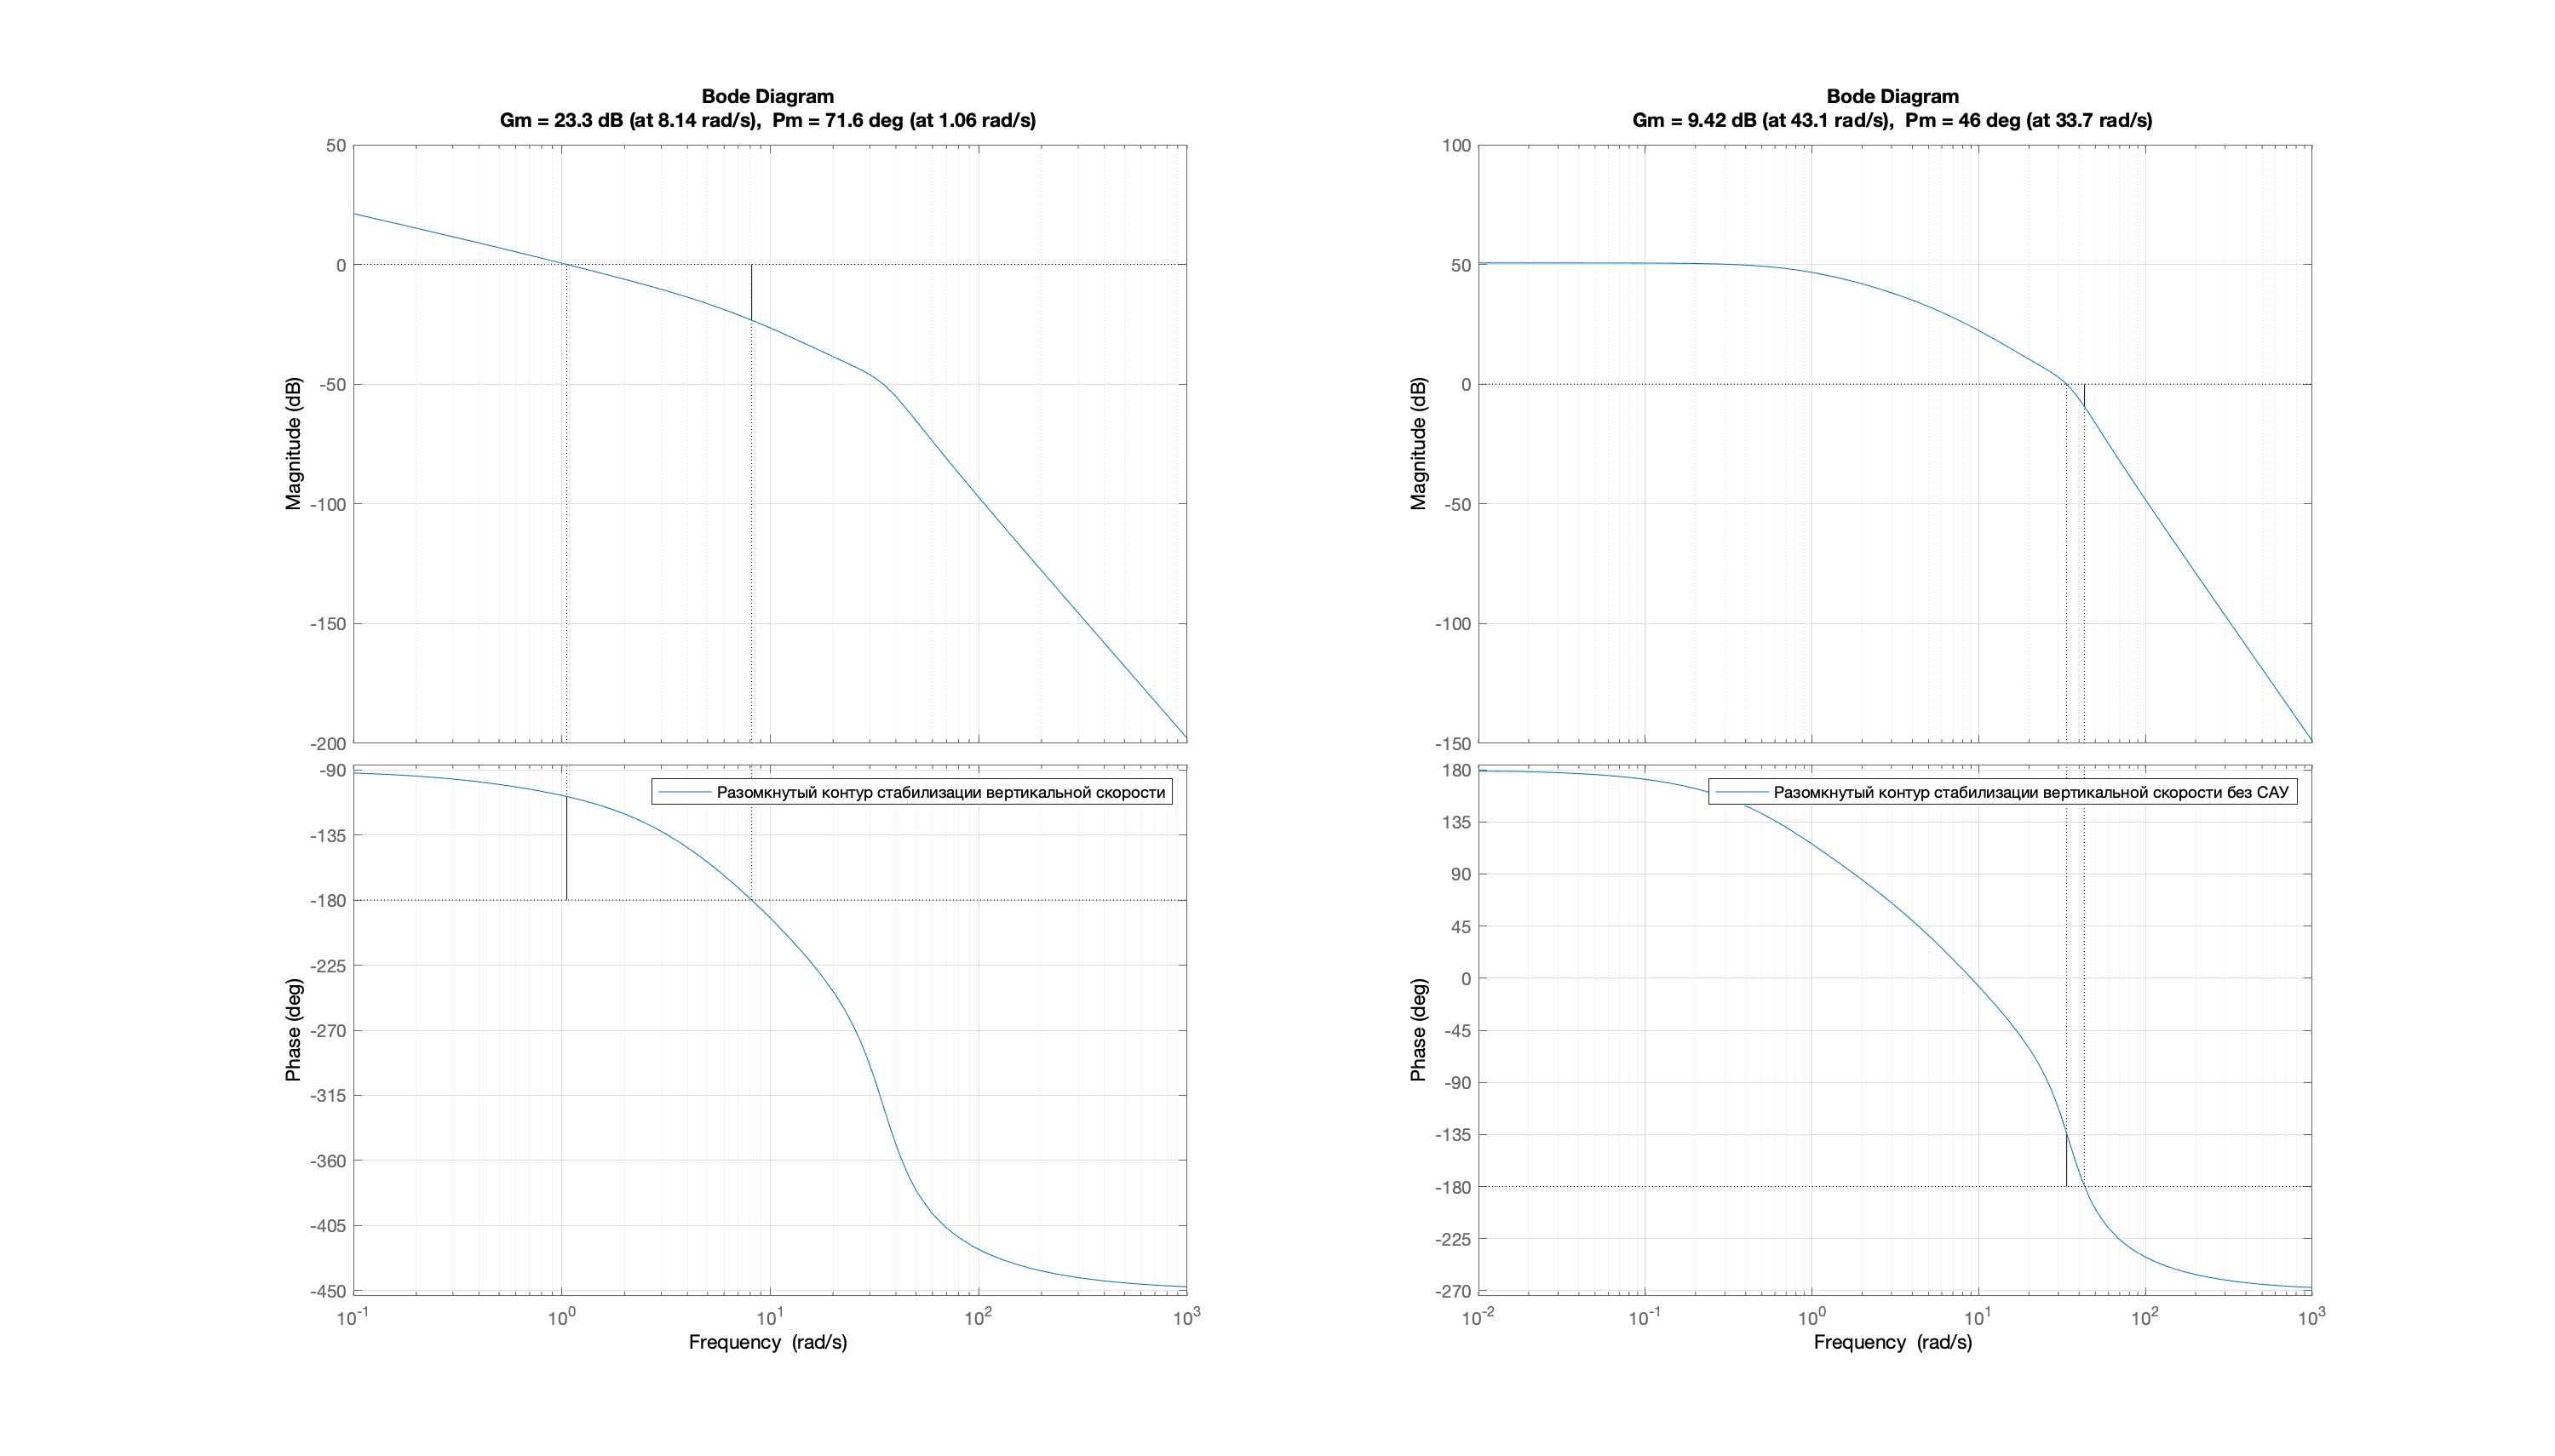 Bode Diagram
Gm = 23.3 dB (at 8.14 rad/s),  Pm = 71.6 deg (at 1.06 rad/s)
50
0
-50
-100
-150
-200
Magnitude (dB)
-90
-135
-180
-225
-270
-315
-360
-405
-450
Phase (deg)
Разомкнутый контур стабилизации вертикальной скорости
10^-1 10^0 10^1 10^2 10^3
Frequency  (rad/s)
Bode Diagram
Gm = 9.42 dB (at 43.1 rad/s),  Pm = 46 deg (at 33.7 rad/s)
100
50
0
-50
-100
-150
Magnitude (dB)
180
135
90
45
0
-45
-90
-135
-180
-225
-270
Phase (deg)
Разомкнутый контур стабилизации вертикальной скорости без САУ
10^-2 10^-1 10^0 10^1 10^2 10^3
Frequency  (rad/s)